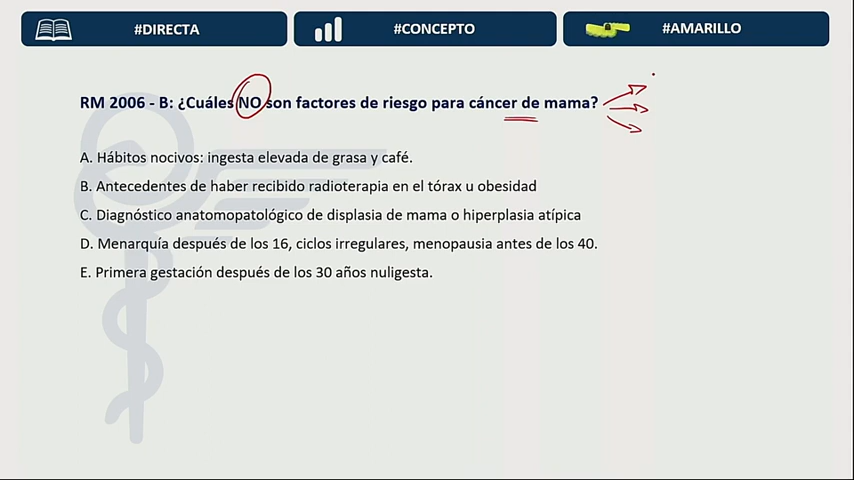 #DIRECTA
#CONCEPTO
#AMARILLO
RM 2006 - B: ¿Cuáles NO son factores de riesgo para cáncer de mama?
A. Hábitos nocivos: ingesta elevada de grasa y café.
B. Antecedentes de haber recibido radioterapia en el tórax u obesidad
C. Diagnóstico anatomopatológico de displasia de mama o hiperplasia atípica
D. Menarquía después de los 16, ciclos irregulares, menopausia antes de los 40.
E. Primera gestación después de los 30 años nuligesta.